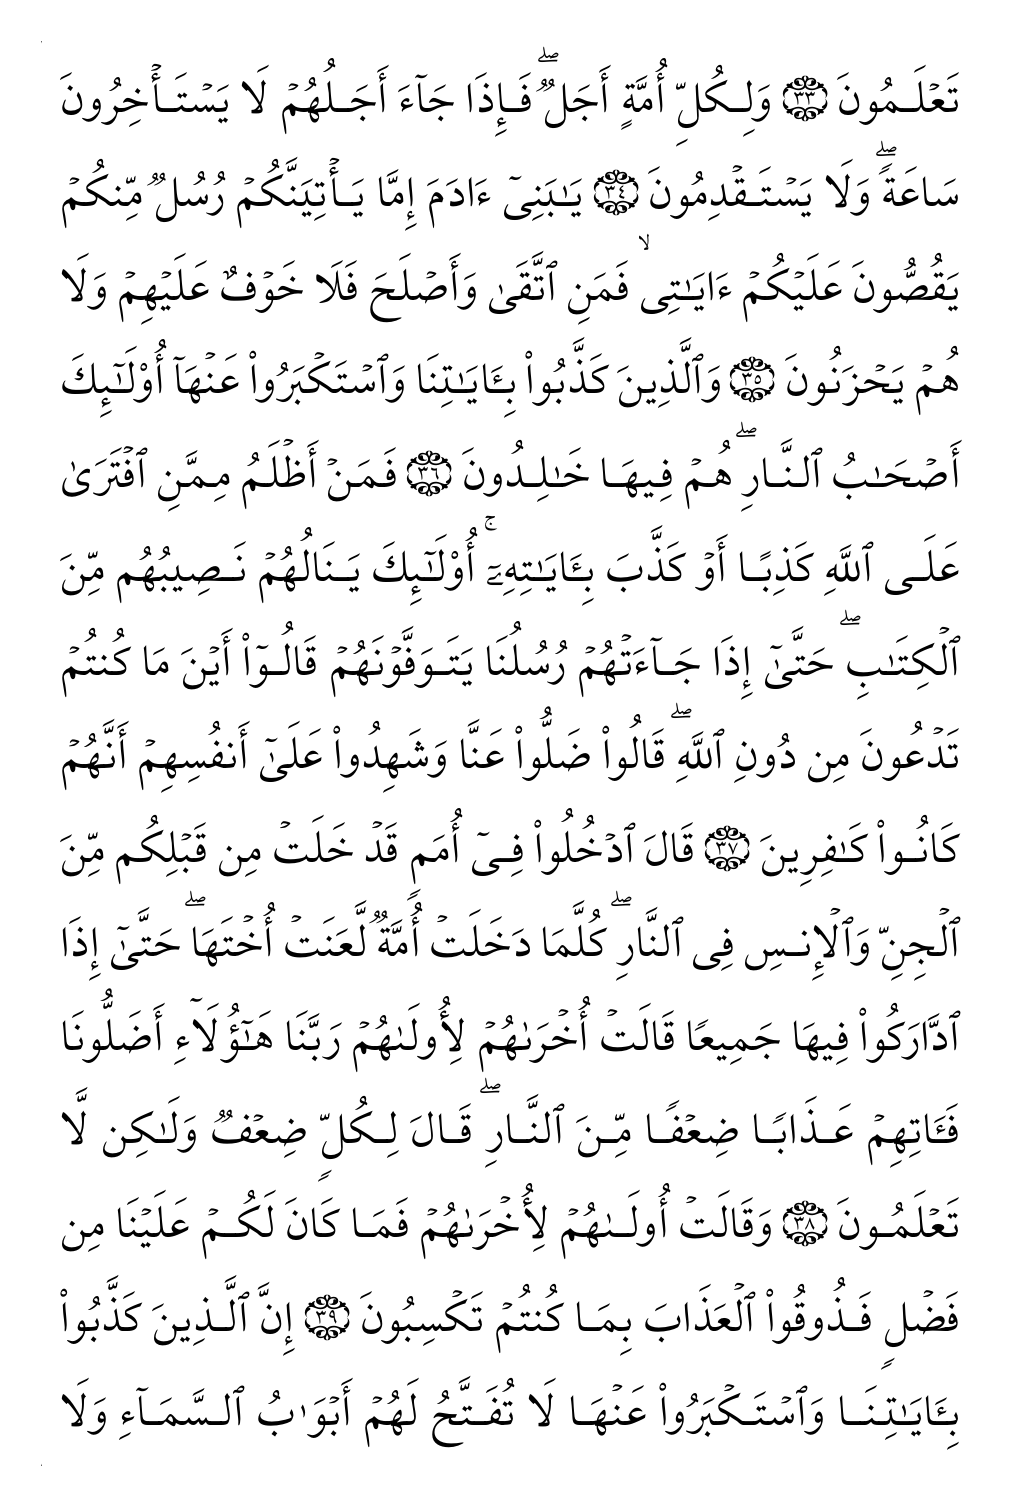 تَعۡلَمُونَ ٣٣ وَلِكُلِّ أُمَّةٍ أَجَلٞۖ فَإِذَا جَآءَ أَجَلُهُمۡ لَا يَسۡتَأۡخِرُونَ
سَاعَةٗۖ وَلَا يَسۡتَقۡدِمُونَ ٣٤ يَٰبَنِيٓ ءَادَمَ إِمَّا يَأۡتِيَنَّكُمۡ رُسُلٞ مِّنكُمۡ
يَقُصُّونَ عَلَيۡكُمۡ ءَايَٰتِي ۙ فَمَنِ ٱتَّقَىٰ وَأَصۡلَحَ فَلَا خَوۡفٌ عَلَيۡهِمۡ وَلَا
هُمۡ يَحۡزَنُونَ ٣٥ وَٱلَّذِينَ كَذَّبُواْ بِـَٔايَٰتِنَا وَٱسۡتَكۡبَرُواْ عَنۡهَآ أُوْلَٰٓئِكَ
أَصۡحَٰبُ ٱلنَّارِۖ هُمۡ فِيهَا خَٰلِدُونَ ٣٦ فَمَنۡ أَظۡلَمُ مِمَّنِ ٱفۡتَرَىٰ
عَلَى ٱللَّهِ كَذِبًا أَوۡ كَذَّبَ بِـَٔايَٰتِهِۦٓۚ أُوْلَٰٓئِكَ يَنَالُهُمۡ نَصِيبُهُم مِّنَ
ٱلۡكِتَٰبِۖ حَتَّىٰٓ إِذَا جَآءَتۡهُمۡ رُسُلُنَا يَتَوَفَّوۡنَهُمۡ قَالُوٓاْ أَيۡنَ مَا كُنتُمۡ
تَدۡعُونَ مِن دُونِ ٱللَّهِۖ قَالُواْ ضَلُّواْ عَنَّا وَشَهِدُواْ عَلَىٰٓ أَنفُسِهِمۡ أَنَّهُمۡ
كَانُواْ كَٰفِرِينَ ٣٧ قَالَ ٱدۡخُلُواْ فِيٓ أُمَمٖ قَدۡ خَلَتۡ مِن قَبۡلِكُم مِّنَ
ٱلۡجِنِّ وَٱلۡإِنسِ فِي ٱلنَّارِۖ كُلَّمَا دَخَلَتۡ أُمَّةٞ لَّعَنَتۡ أُخۡتَهَاۖ حَتَّىٰٓ إِذَا
ٱدَّارَكُواْ فِيهَا جَمِيعٗا قَالَتۡ أُخۡرَىٰهُمۡ لِأُولَىٰهُمۡ رَبَّنَا هَٰٓؤُلَآءِ أَضَلُّونَا
فَـَٔاتِهِمۡ عَذَابٗا ضِعۡفٗا مِّنَ ٱلنَّارِۖ قَالَ لِكُلّٖ ضِعۡفٞ وَلَٰكِن لَّا
تَعۡلَمُونَ ٣٨ وَقَالَتۡ أُولَىٰهُمۡ لِأُخۡرَىٰهُمۡ فَمَا كَانَ لَكُمۡ عَلَيۡنَا مِن
فَضۡلٖ فَذُوقُواْ ٱلۡعَذَابَ بِمَا كُنتُمۡ تَكۡسِبُونَ ٣٩ إِنَّ ٱلَّذِينَ كَذَّبُواْ
بِـَٔايَٰتِنَا وَٱسۡتَكۡبَرُواْ عَنۡهَا لَا تُفَتَّحُ لَهُمۡ أَبۡوَٰبُ ٱلسَّمَآءِ وَلَا